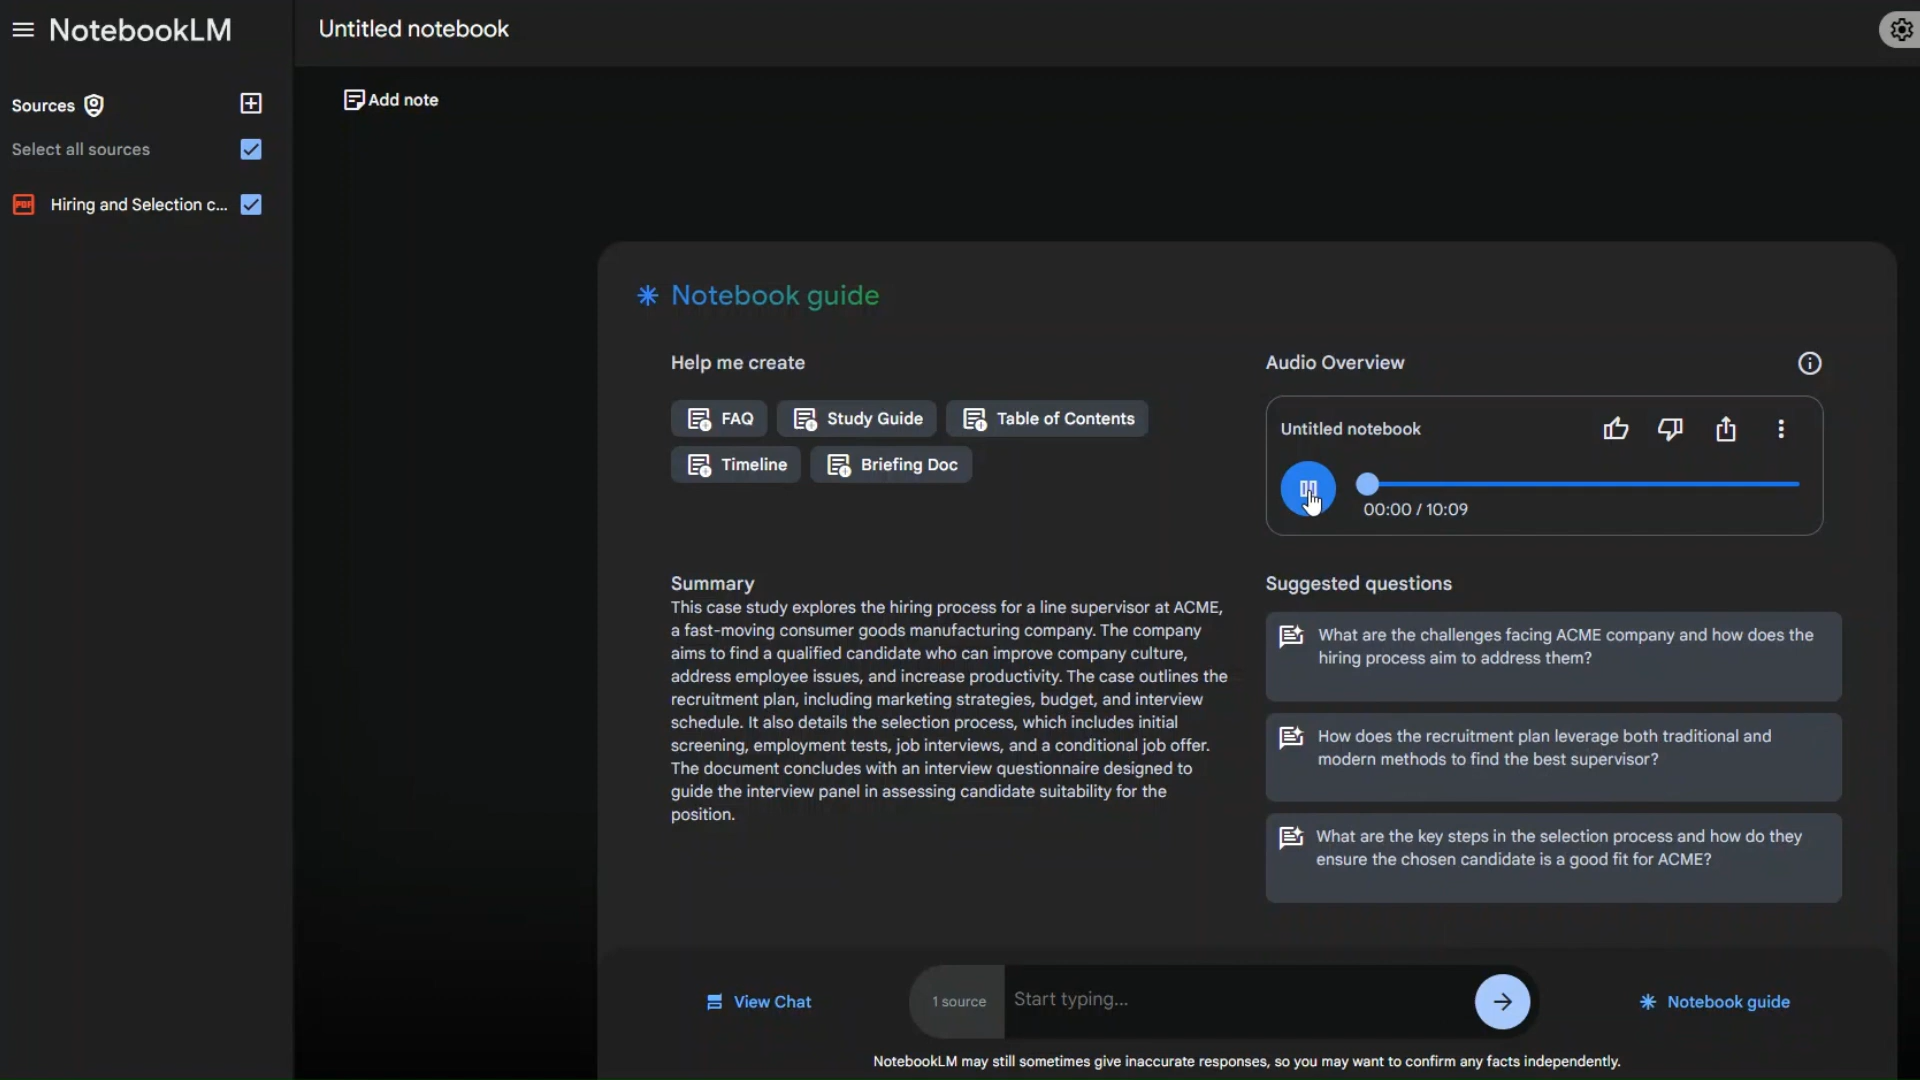 NotebookLM
Untitled notebook
Sources
Select all sources
PDF
Hiring and Selection c...
Add note
Notebook guide
Help me create
FAQ
Study Guide
Table of Contents
Timeline
Briefing Doc
Audio Overview
Untitled notebook
00:00 / 10:09
Summary
This case study explores the hiring process for a line supervisor at ACME,
a fast-moving consumer goods manufacturing company. The company
aims to find a qualified candidate who can improve company culture,
address employee issues, and increase productivity. The case outlines the
recruitment plan, including marketing strategies, budget, and interview
schedule. It also details the selection process, which includes initial
screening, employment tests, job interviews, and a conditional job offer.
The document concludes with an interview questionnaire designed to
guide the interview panel in assessing candidate suitability for the
position.
Suggested questions
What are the challenges facing ACME company and how does the
hiring process aim to address them?
How does the recruitment plan leverage both traditional and
modern methods to find the best supervisor?
What are the key steps in the selection process and how do they
ensure the chosen candidate is a good fit for ACME?
View Chat
1 source
Start typing...
Notebook guide
NotebookLM may still sometimes give inaccurate responses, so you may want to confirm any facts independently.